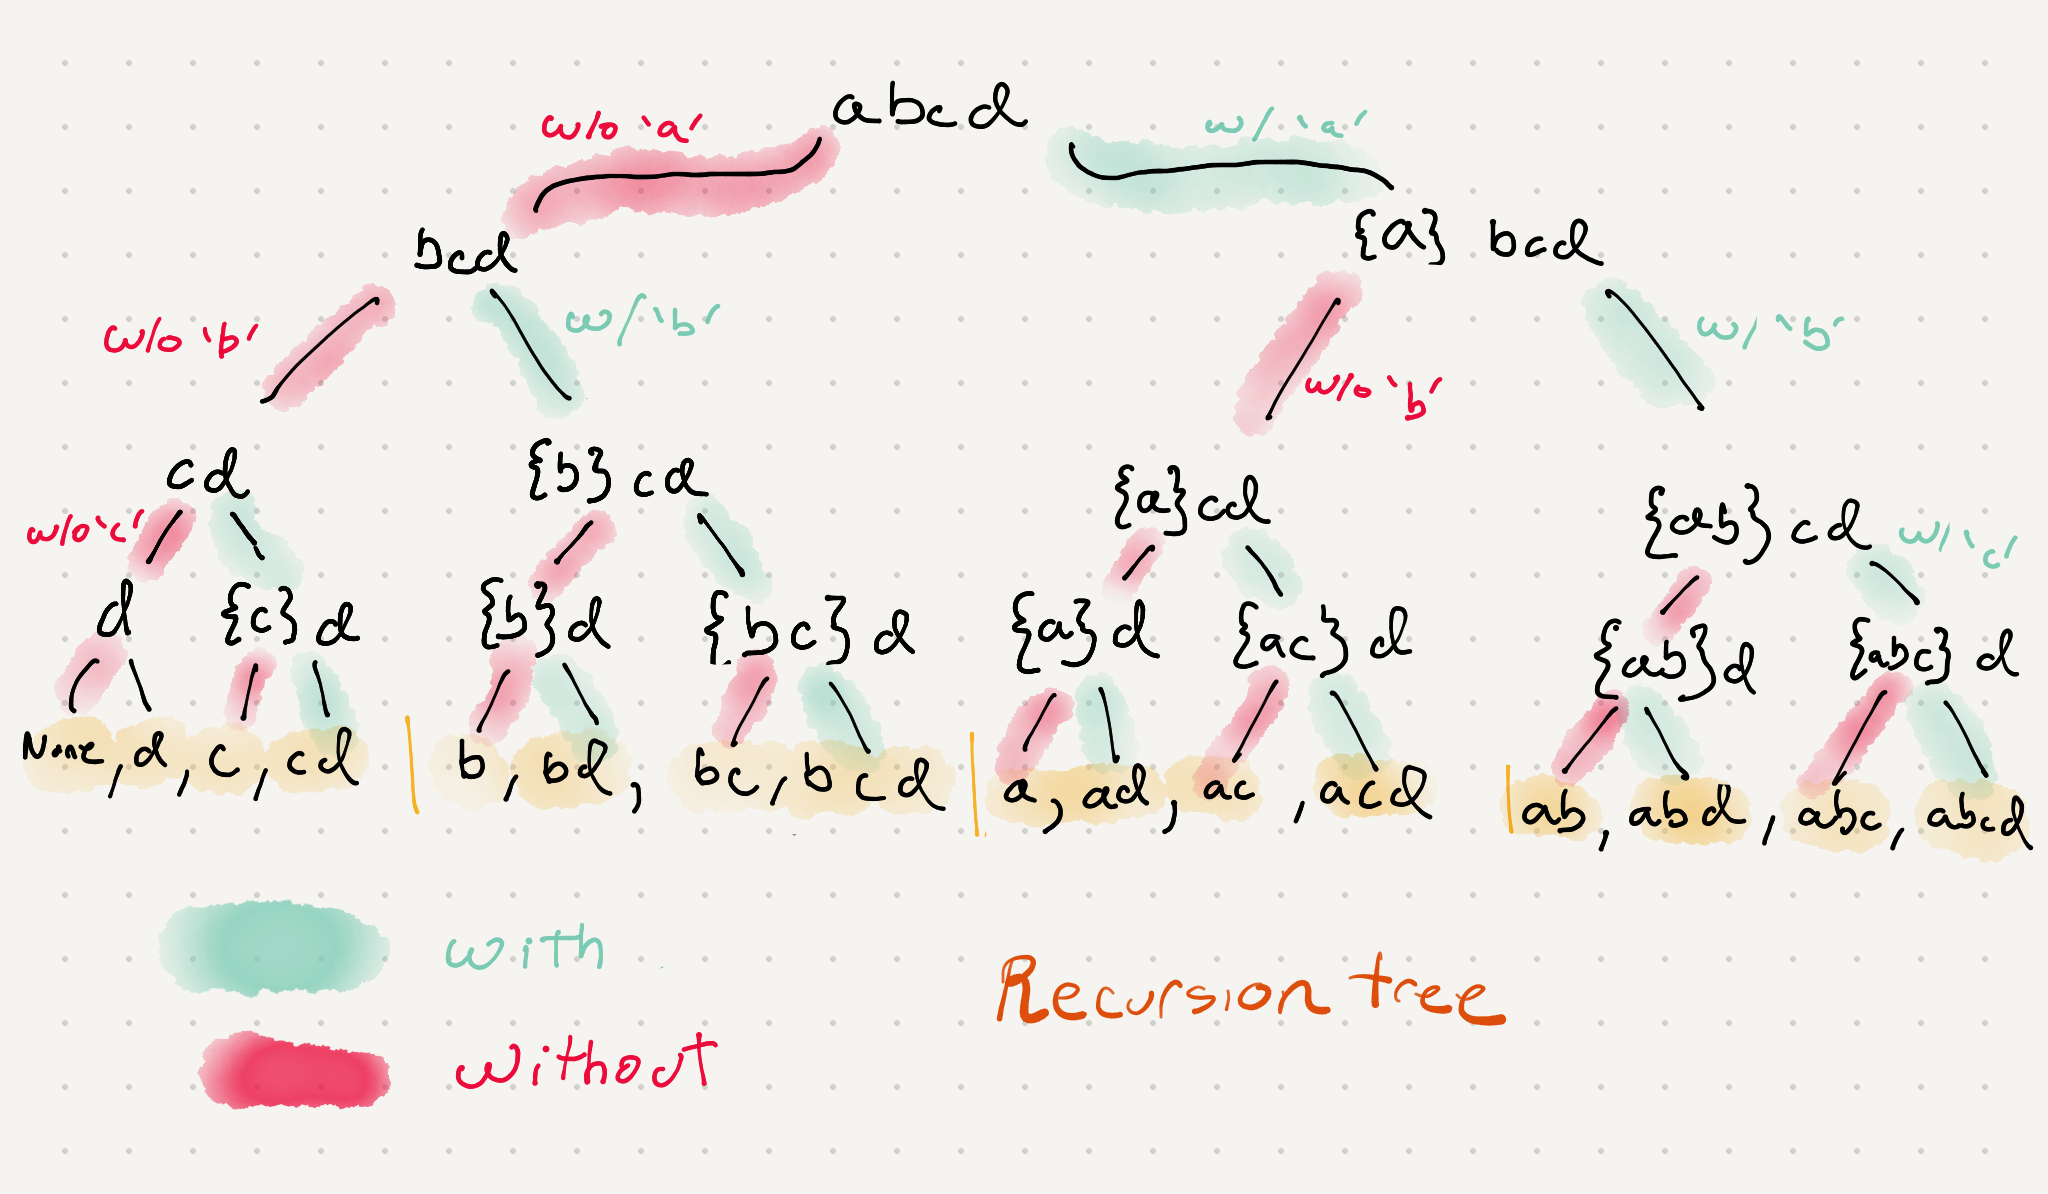 abcd
w/o 'a'
w/ 'a'
bcd
{a} bcd
w/o 'b'
w/ 'b'
w/o 'b'
w/ 'b'
cd
{b} cd
{a} cd
{ab} cd
w/o 'c'
w/ 'c'
d
{c} d
{b} d
{bc} d
{a} d
{ac} d
{ab} d
{abc} d
None, d, c, cd | b, bd, bc, bcd | a, ad, ac, acd | ab, abd, abc, abcd
with
Recursion tree
without